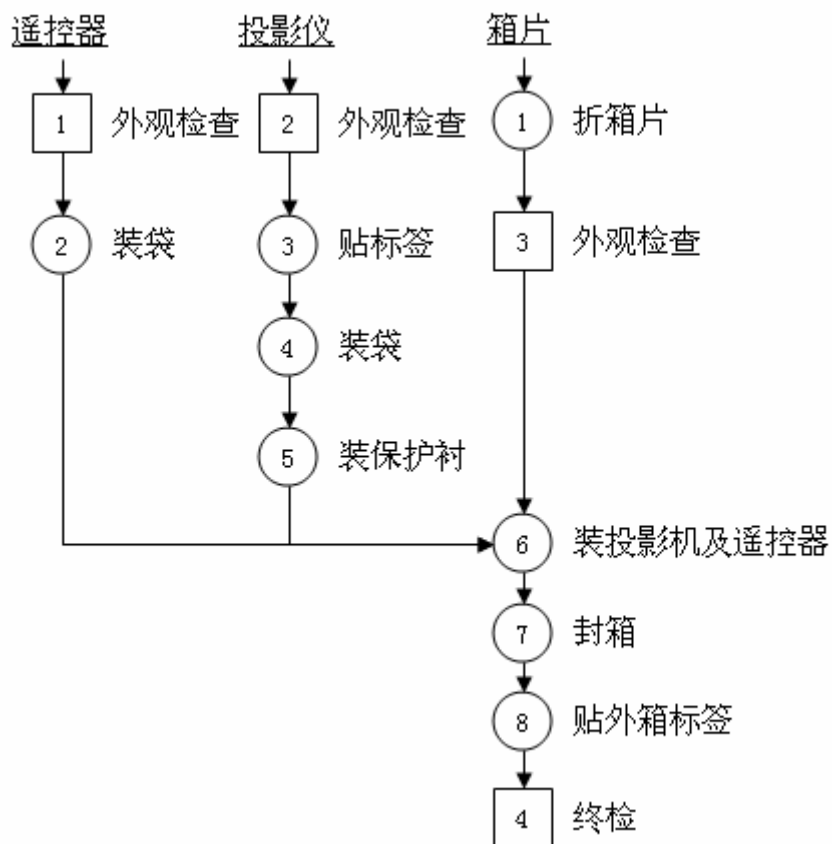 遥控器 投影仪 箱片
1 外观检查 2 外观检查 1 折箱片
2 装袋 3 贴标签 3 外观检查
4 装袋
5 装保护衬
6 装投影机及遥控器
7 封箱
8 贴外箱标签
4 终检